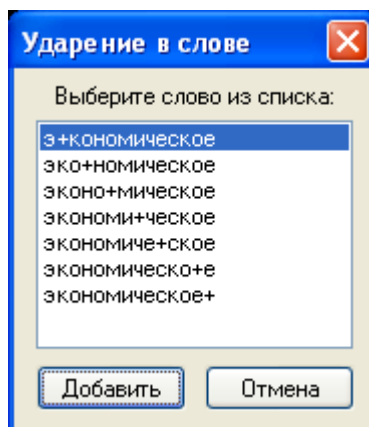 Ударение в слове
Выберите слово из списка:
э+кономическое
эко+номическое
эконо+мическое
экономи+ческое
экономиче+ское
экономическо+е
экономическое+
Добавить Отмена